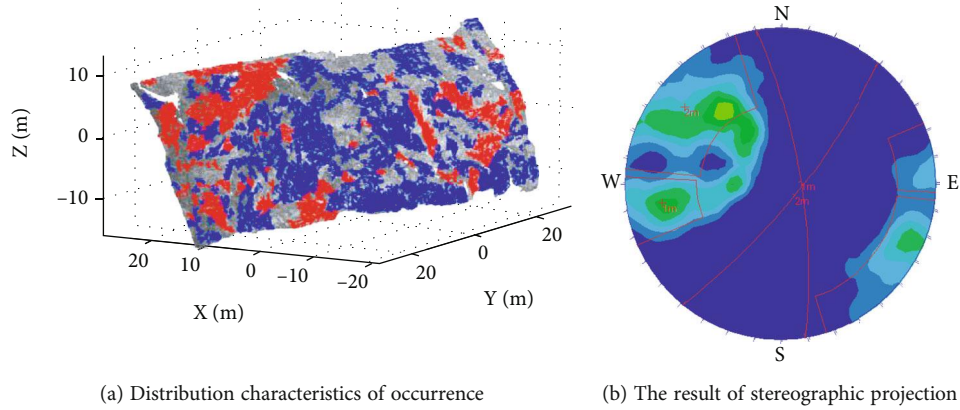 10
0
−10
Z (m)
20
10
0
−10
−20
X (m)
20
0
20
Y (m)
N
W
E
S
1m
2m
1m
(a) Distribution characteristics of occurrence
(b) The result of stereographic projection